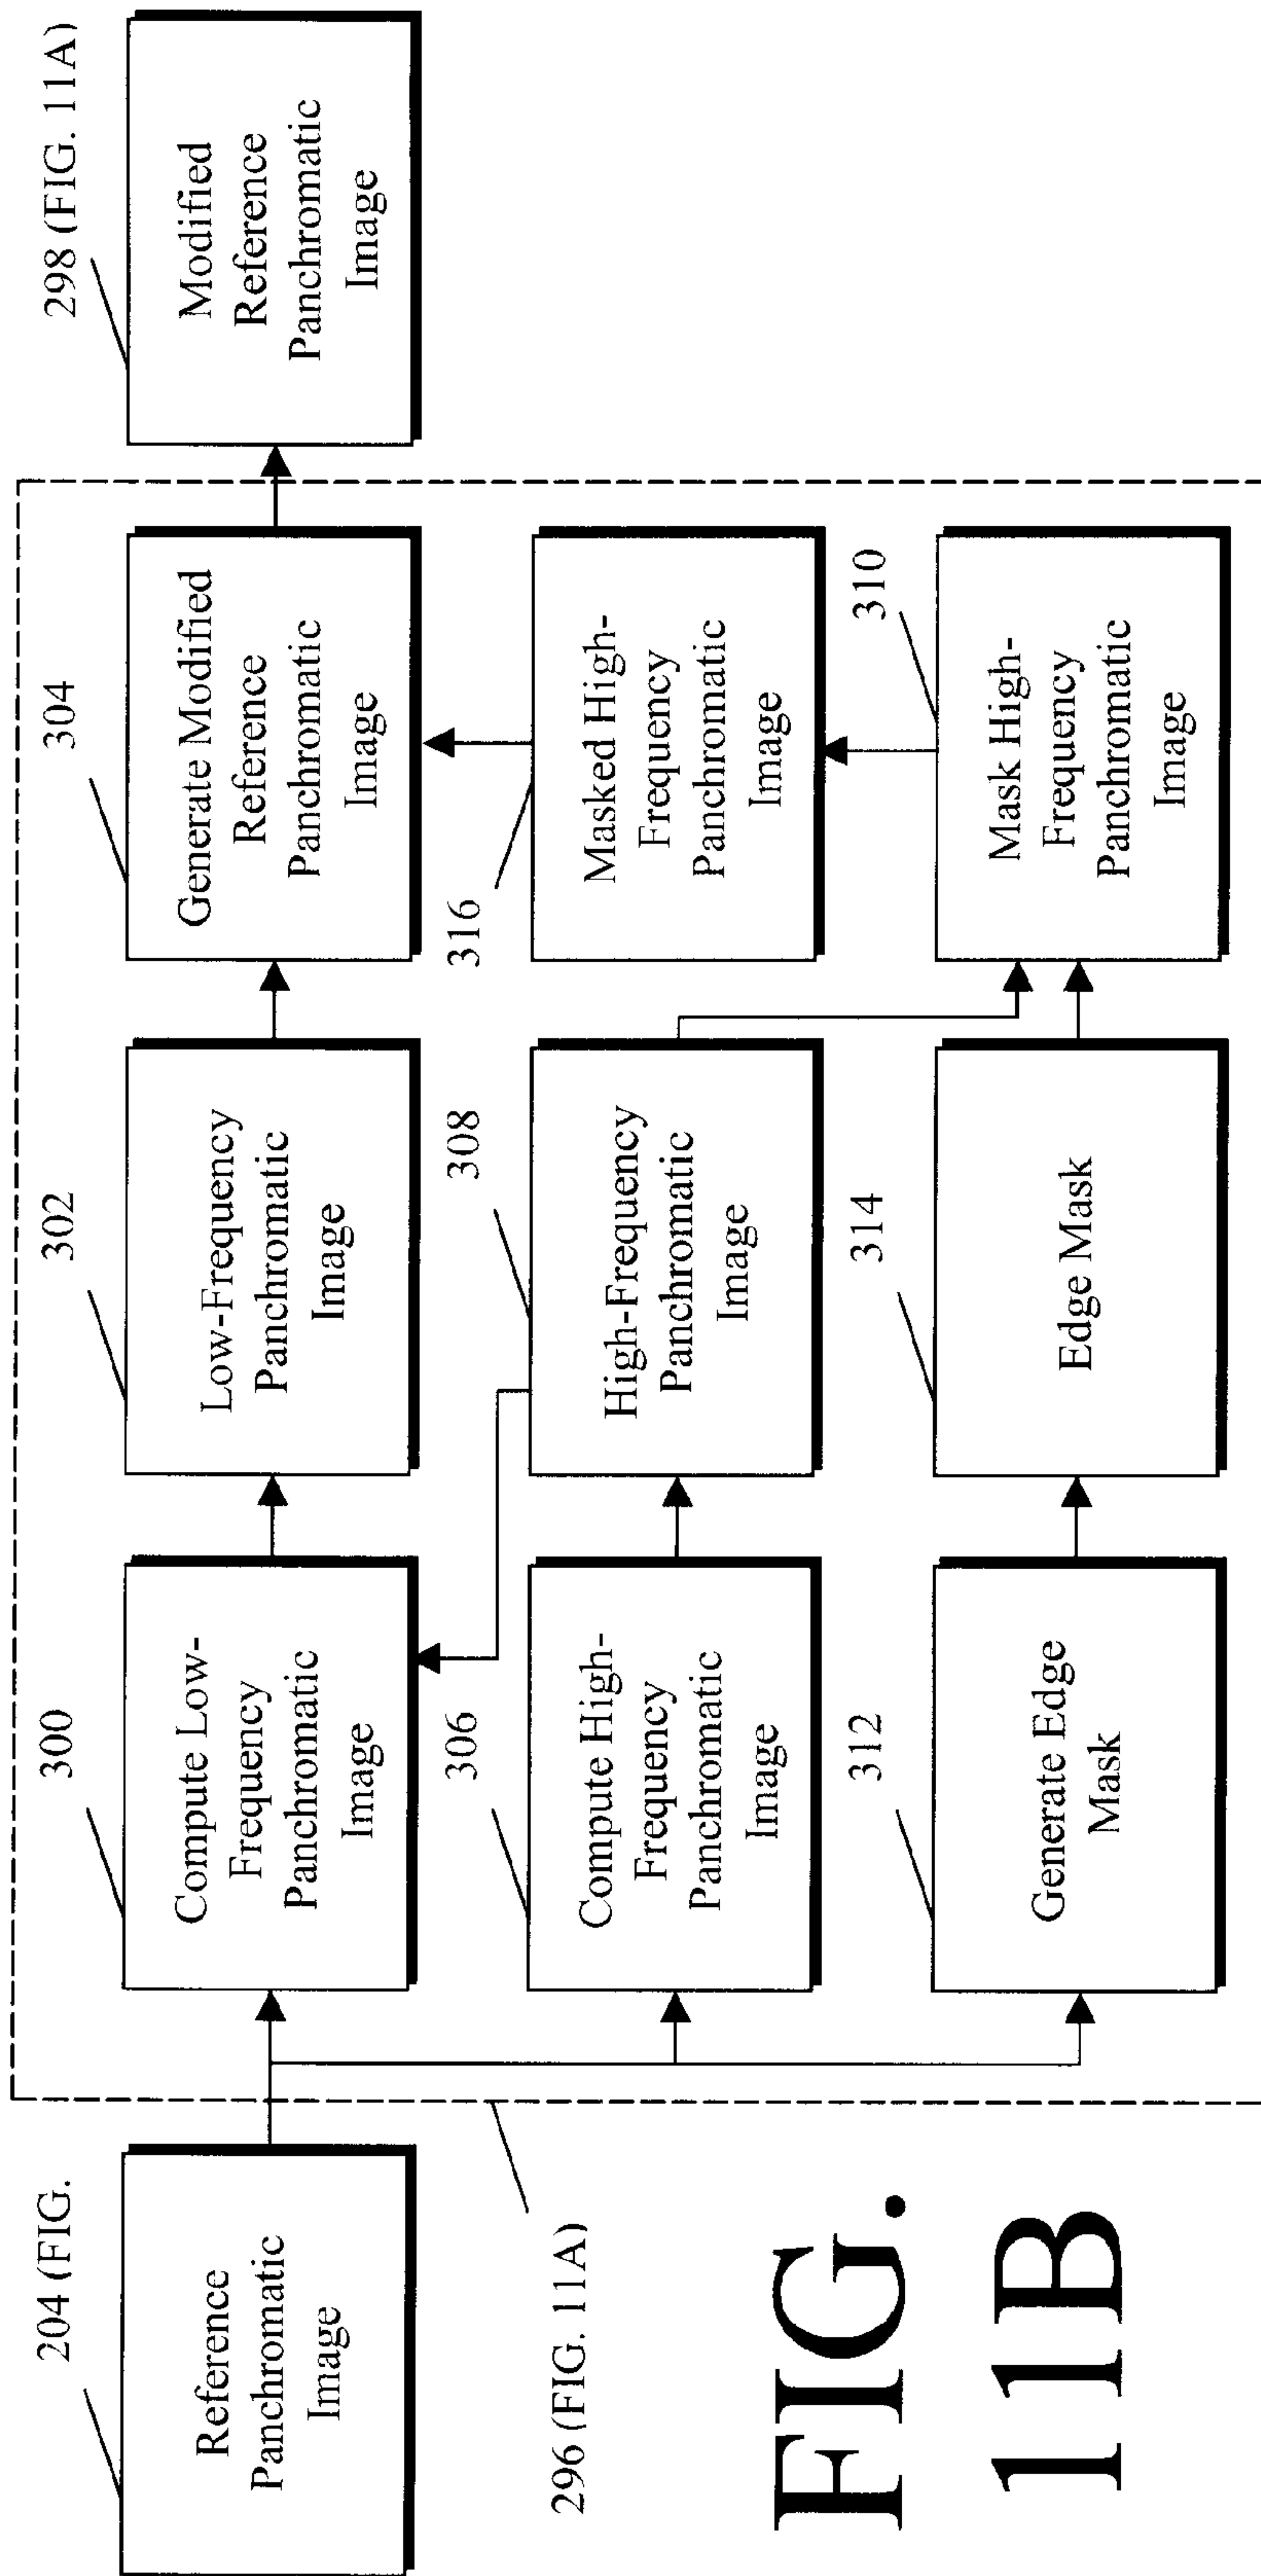 204 (FIG.
Reference
Panchromatic
Image
296 (FIG. 11A)
300
Compute Low-
Frequency
Panchromatic
Image
302
Low-Frequency
Panchromatic
Image
304
Generate Modified
Reference
Panchromatic
Image
298 (FIG. 11A)
Modified
Reference
Panchromatic
Image
306
Compute High-
Frequency
Panchromatic
Image
308
High-Frequency
Panchromatic
Image
316
Masked High-
Frequency
Panchromatic
Image
312
Generate Edge
Mask
314
Edge Mask
310
Mask High-
Frequency
Panchromatic
Image
FIG.
11B